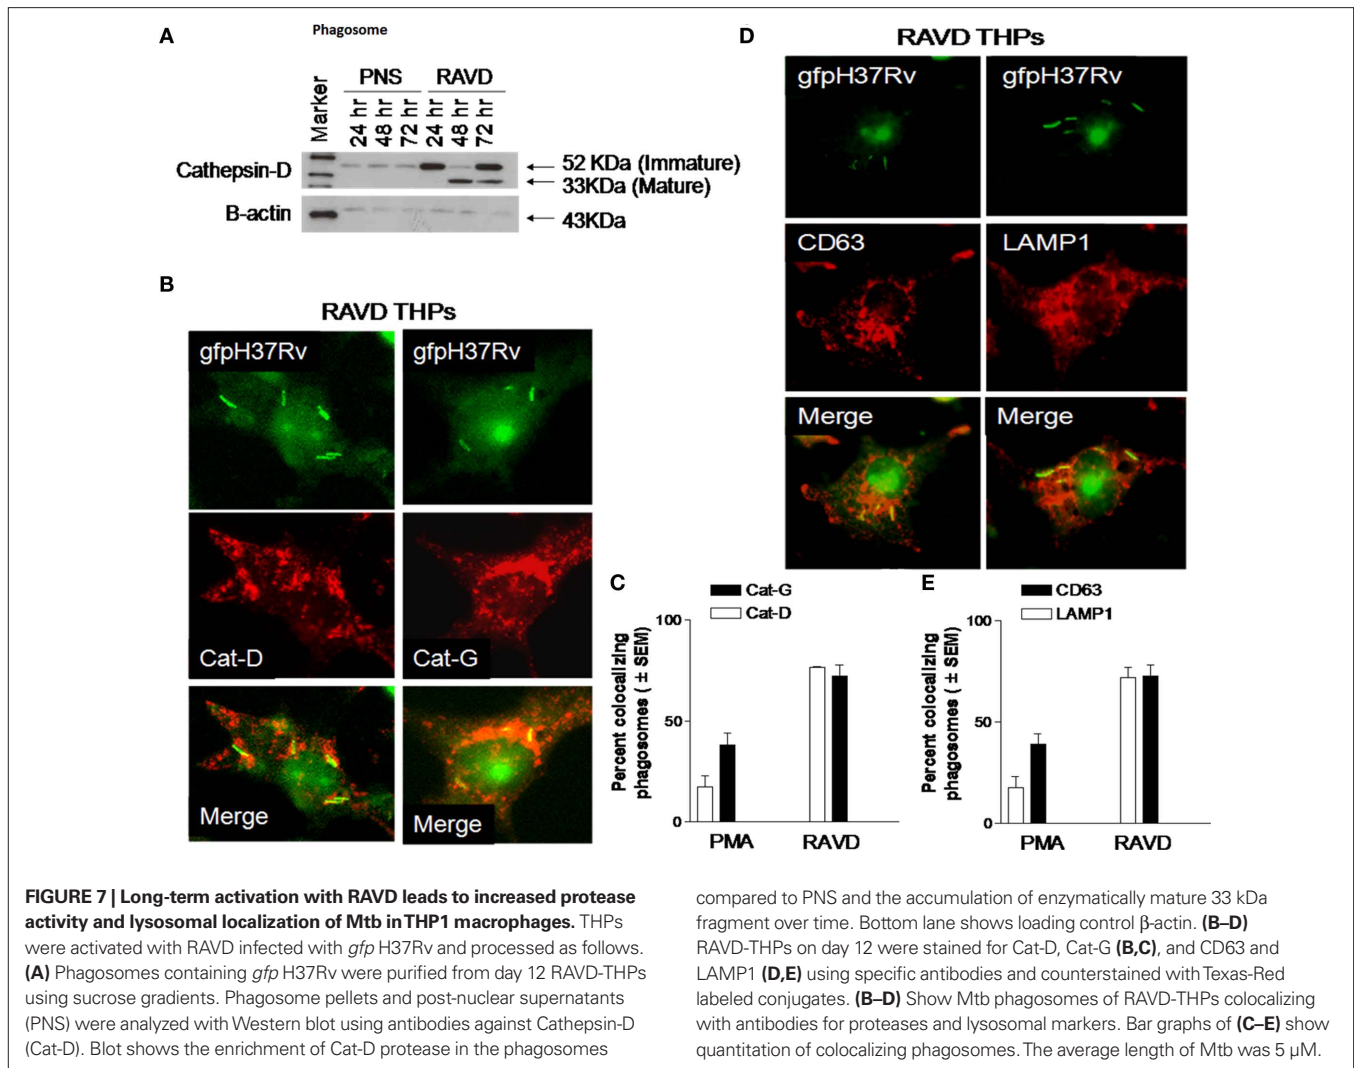 A
Phagosome
PNS RAVD
Marker
24 hr
48 hr
72 hr
24 hr
48 hr
72 hr
Cathepsin-D
52 KDa (Immature)
33KDa (Mature)
B-actin
43KDa
B
RAVD THPs
gfpH37Rv
gfpH37Rv
Cat-D
Cat-G
Merge
Merge
D
RAVD THPs
gfpH37Rv
gfpH37Rv
CD63
LAMP1
Merge
Merge
C
Cat-G
Cat-D
Percent colocalizing
phagosomes ( ± SEM)
100
50
0
PMA RAVD
E
CD63
LAMP1
Percent colocalizing
phagosomes ( ± SEM)
100
50
0
PMA RAVD
FIGURE 7 | Long-term activation with RAVD leads to increased protease
activity and lysosomal localization of Mtb in THP1 macrophages. THPs
were activated with RAVD infected with gfp H37Rv and processed as follows.
(A) Phagosomes containing gfp H37Rv were purified from day 12 RAVD-THPs
using sucrose gradients. Phagosome pellets and post-nuclear supernatants
(PNS) were analyzed with Western blot using antibodies against Cathepsin-D
(Cat-D). Blot shows the enrichment of Cat-D protease in the phagosomes
compared to PNS and the accumulation of enzymatically mature 33 kDa
fragment over time. Bottom lane shows loading control β-actin. (B–D)
RAVD-THPs on day 12 were stained for Cat-D, Cat-G (B,C), and CD63 and
LAMP1 (D,E) using specific antibodies and counterstained with Texas-Red
labeled conjugates. (B–D) Show Mtb phagosomes of RAVD-THPs colocalizing
with antibodies for proteases and lysosomal markers. Bar graphs of (C–E) show
quantitation of colocalizing phagosomes. The average length of Mtb was 5 μM.